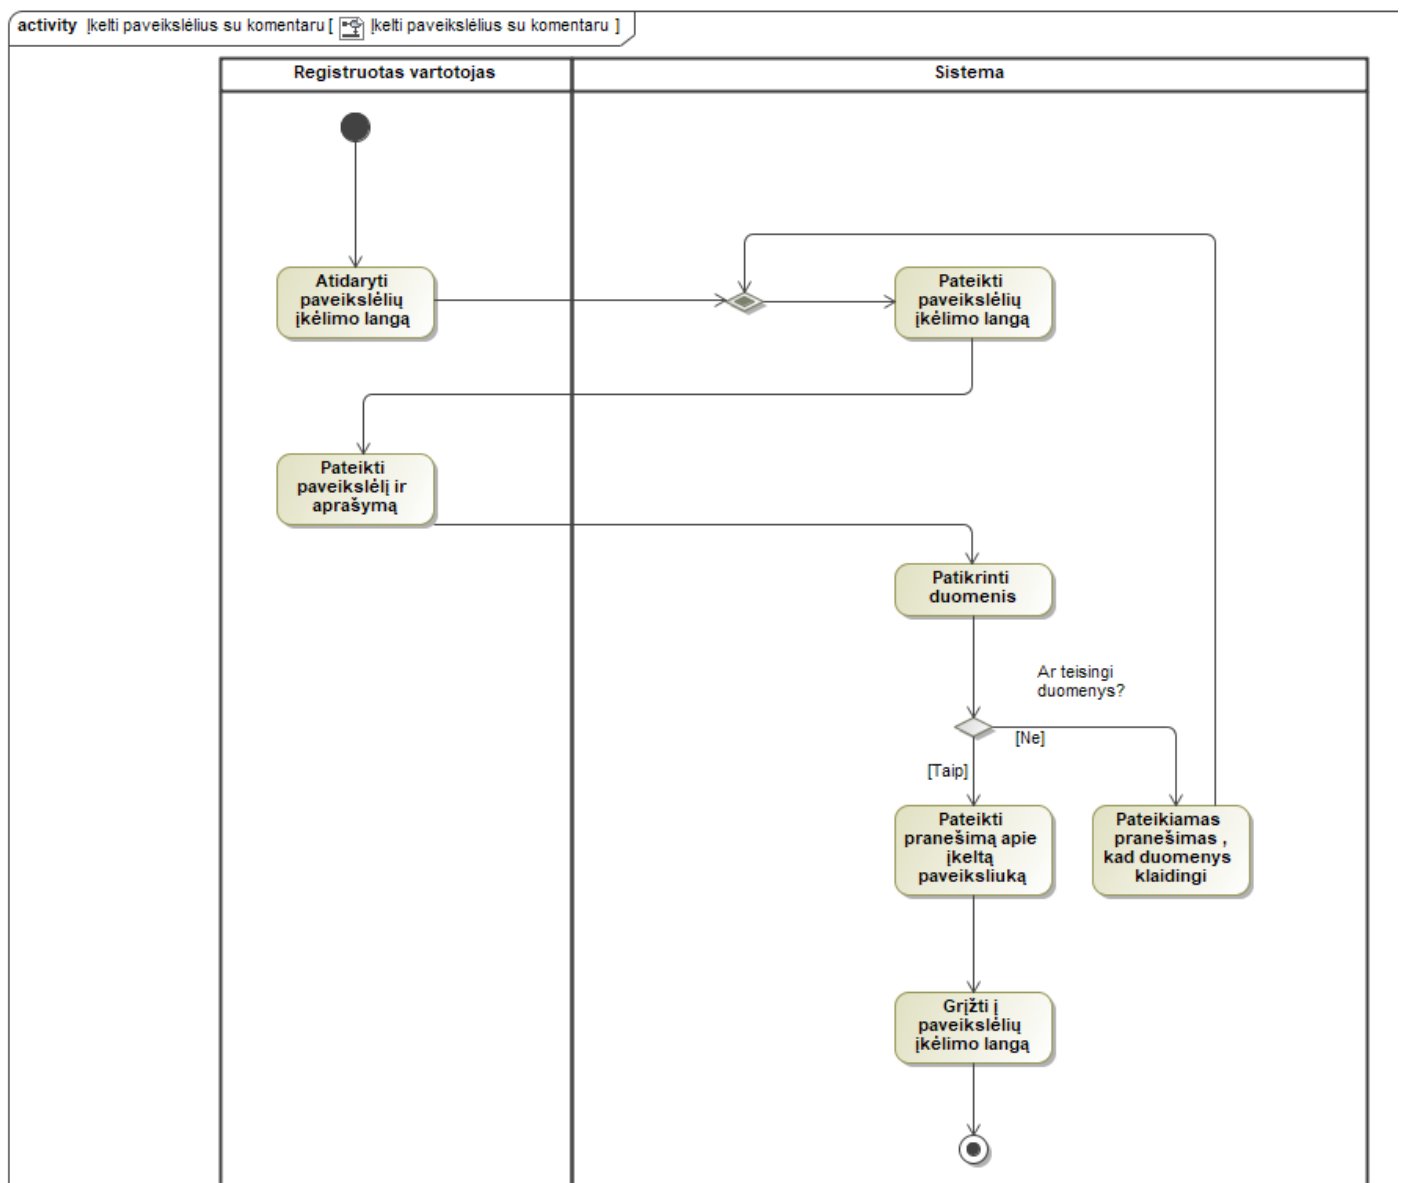 activity Įkelti paveikslėlius su komentaru [ Įkelti paveikslėlius su komentaru ]
Registruotas vartotojas
Sistema
Atidaryti
paveikslėlių
įkėlimo langą
Pateikti
paveikslėlių
įkėlimo langą
Pateikti
paveikslėlį ir
aprašymą
Patikrinti
duomenis
Ar teisingi
duomenys?
[Ne]
[Taip]
Pateikti
pranešimą apie
įkeltą
paveiksliuką
Pateikiamas
pranešimas ,
kad duomenys
klaidingi
Grįžti į
paveikslėlių
įkėlimo langą